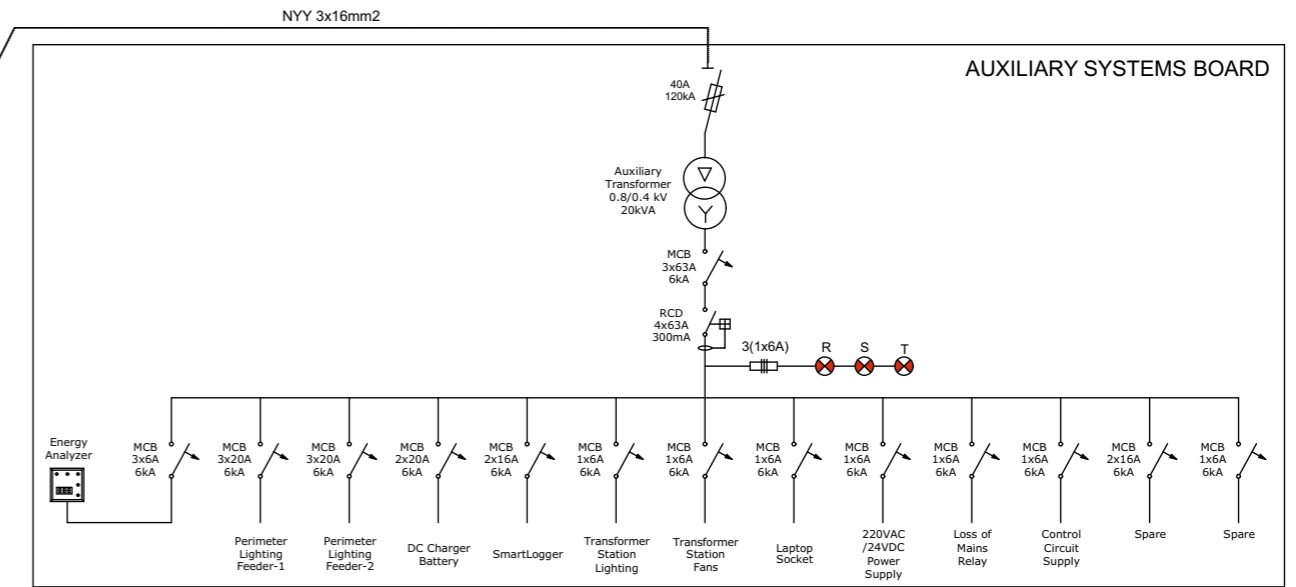 NYY 3x16mm2
AUXILIARY SYSTEMS BOARD
40A
120kA
Auxiliary
Transformer
0.8/0.4 kV
20kVA
MCB
3x63A
6kA
RCD
4x63A
300mA
3(1x6A)
R
S
T
Energy
Analyzer
MCB
3x6A
6kA
MCB
3x20A
6kA
MCB
3x20A
6kA
MCB
2x20A
6kA
MCB
2x16A
6kA
MCB
1x6A
6kA
MCB
1x6A
6kA
MCB
1x6A
6kA
MCB
1x6A
6kA
MCB
1x6A
6kA
MCB
1x6A
6kA
MCB
2x16A
6kA
MCB
1x6A
6kA
Perimeter
Lighting
Feeder-1
Perimeter
Lighting
Feeder-2
DC Charger
Battery
SmartLogger
Transformer
Station
Lighting
Transformer
Station
Fans
Laptop
Socket
220VAC
/24VDC
Power
Supply
Loss of
Mains
Relay
Control
Circuit
Supply
Spare
Spare